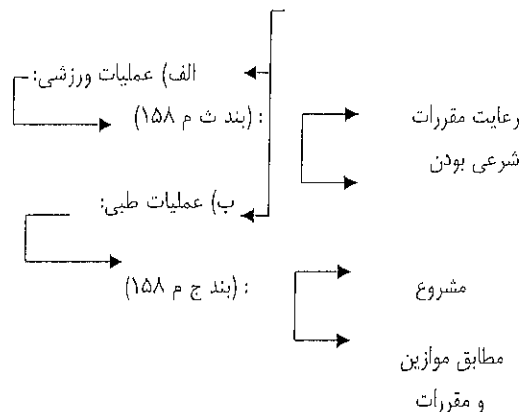 الف) عملیات ورزشی:
: (بند ث م ۱۵۸)
رعایت مقررات
شرعی بودن
ب) عملیات طبی:
: (بند ج م ۱۵۸)
مشروع
مطابق موازین
و مقررات